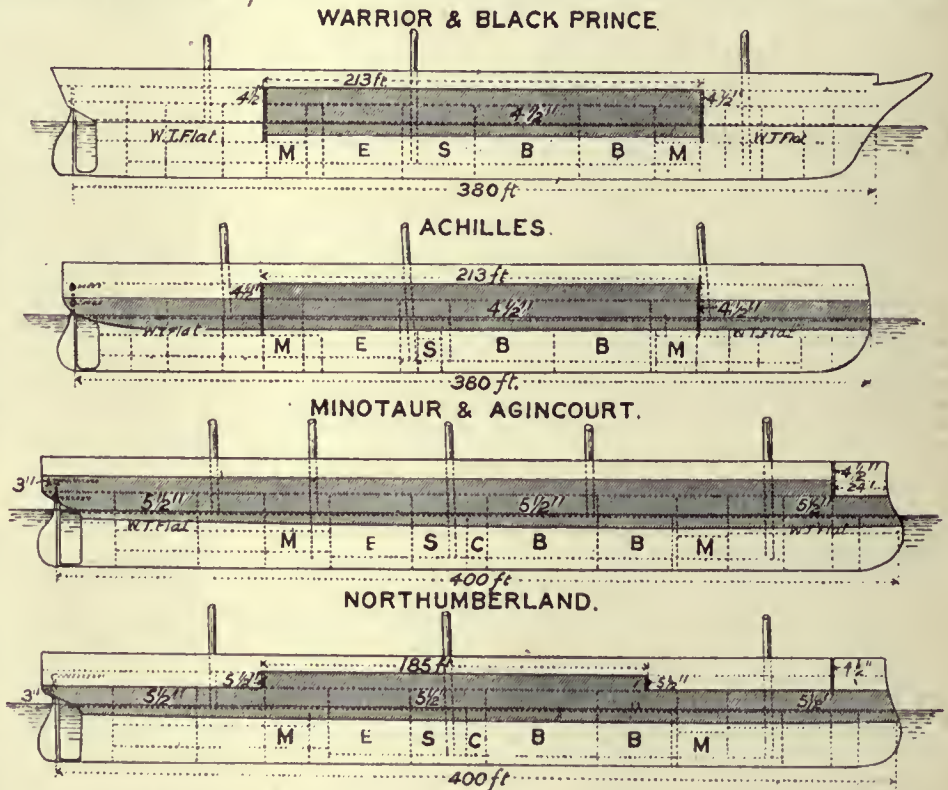 WARRIOR & BLACK PRINCE.
213 ft.
4½" 4½" 4½"
W.T.Flat W.T.Flat
M E S B B M
380 ft
ACHILLES.
213 ft
4½" 4½" 4½"
W.T.Flat W.T.Flat
M E S B B M
380 ft.
MINOTAUR & AGINCOURT.
3" 4½"
24'
5½" 5½" 5½"
W.T.Flat W.T.Flat
M E S C B B M
400 ft
NORTHUMBERLAND.
185 ft
3" 5½" 5½" 4½"
5½" 5½" 5½"
M E S C B B M
400 ft